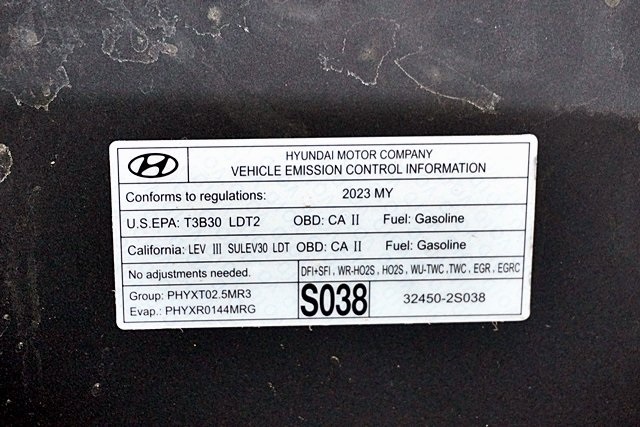 HYUNDAI MOTOR COMPANY
VEHICLE EMISSION CONTROL INFORMATION
Conforms to regulations: 2023 MY
U.S.EPA: T3B30 LDT2 OBD: CA II Fuel: Gasoline
California: LEV III SULEV30 LDT OBD: CA II Fuel: Gasoline
No adjustments needed. DFI+SFI, WR-HO2S, HO2S, WU-TWC, TWC, EGR, EGRC
Group: PHYXT02.5MR3
Evap.: PHYXR0144MRG
S038
32450-2S038